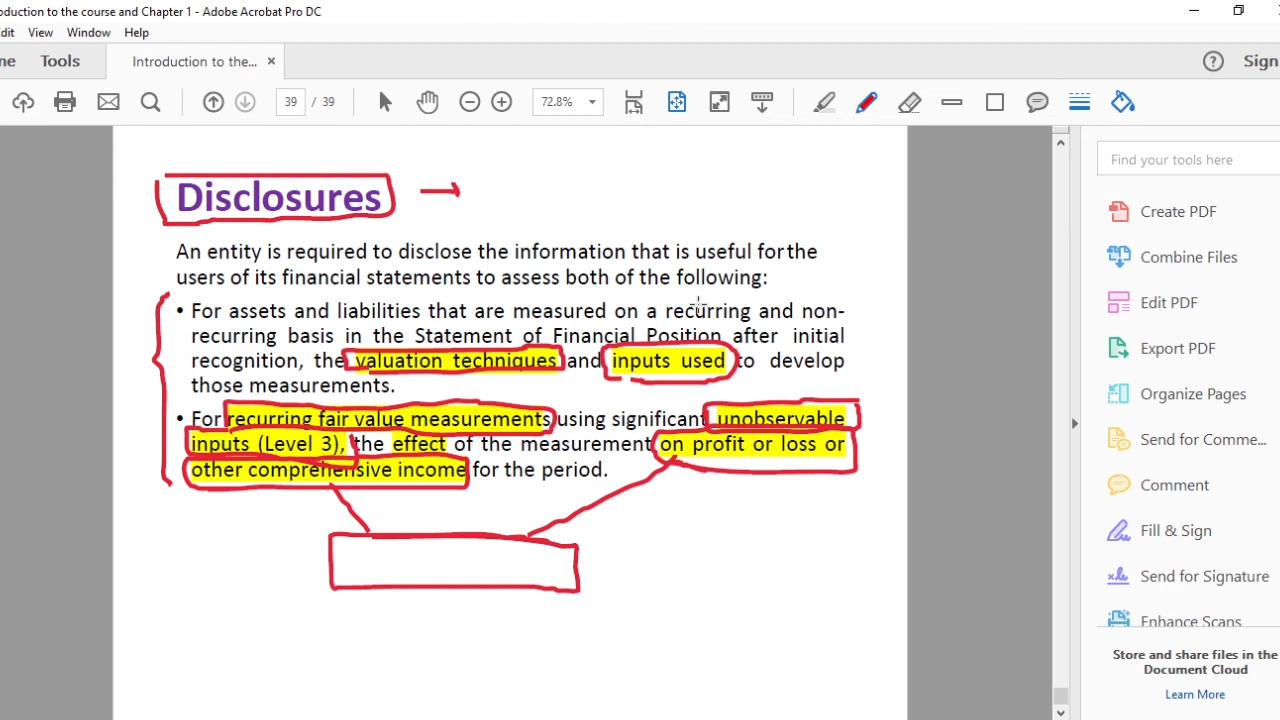 oduction to the course and Chapter 1 - Adobe Acrobat Pro DC
dit View Window Help
ne Tools Introduction to the... × ? Sign
39 / 39 72.8%
Disclosures
An entity is required to disclose the information that is useful for the
users of its financial statements to assess both of the following:
• For assets and liabilities that are measured on a recurring and non-
recurring basis in the Statement of Financial Position after initial
recognition, the valuation techniques and inputs used to develop
those measurements.
• For recurring fair value measurements using significant unobservable
inputs (Level 3), the effect of the measurement on profit or loss or
other comprehensive income for the period.
Find your tools here
Create PDF
Combine Files
Edit PDF
Export PDF
Organize Pages
Send for Comme...
Comment
Fill & Sign
Send for Signature
Enhance Scans
Store and share files in the
Document Cloud
Learn More